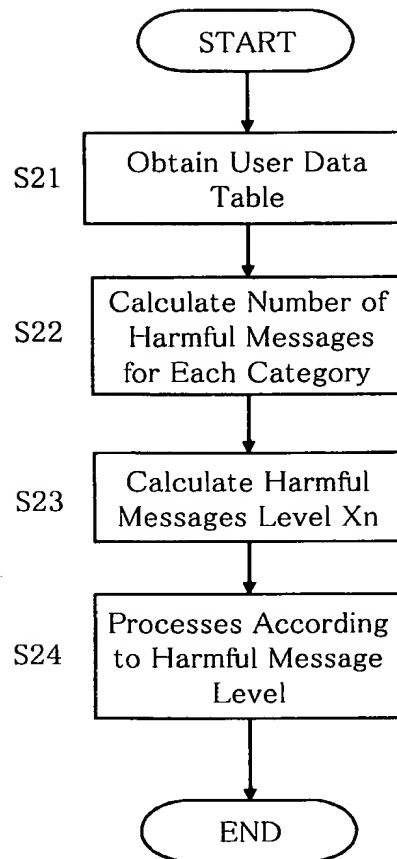 START
S21
Obtain User Data
Table
S22
Calculate Number of
Harmful Messages
for Each Category
S23
Calculate Harmful
Messages Level Xn
S24
Processes According
to Harmful Message
Level
END